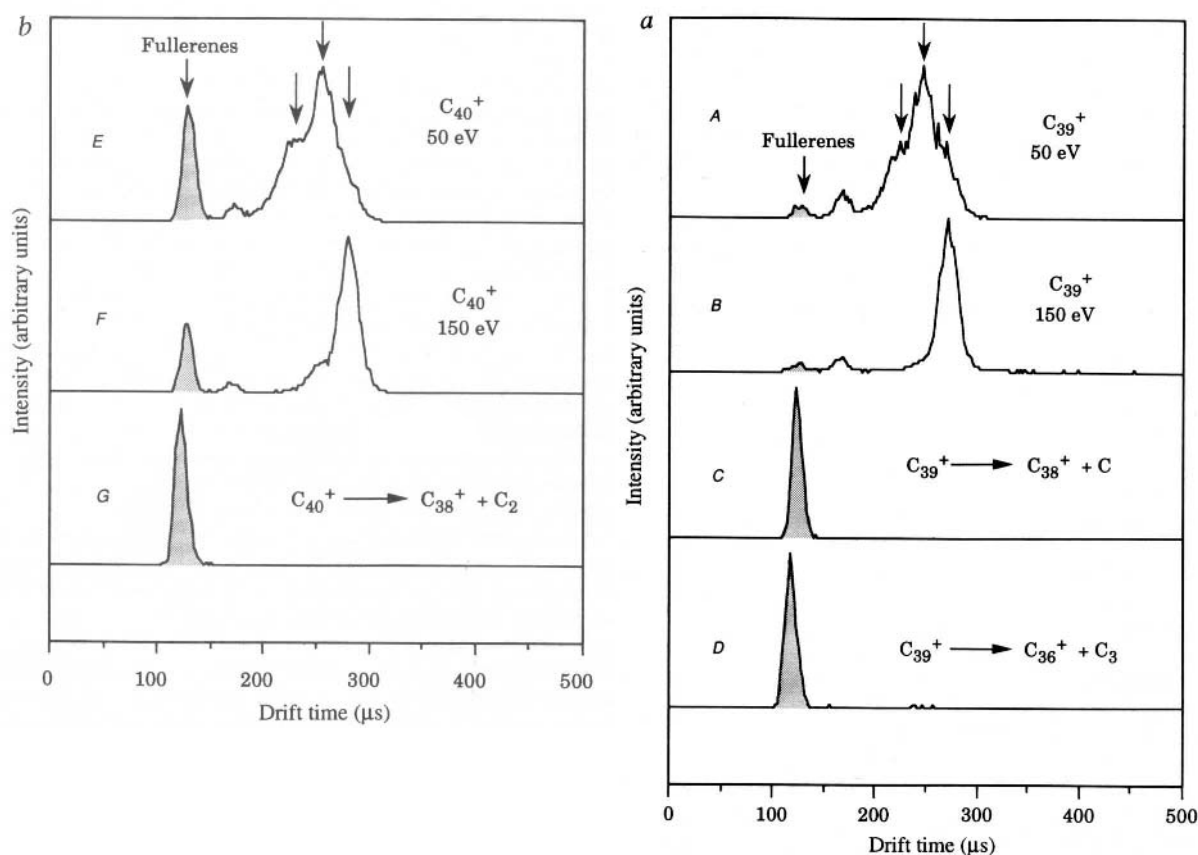 b
Fullerenes
E
C40+
50 eV
F
C40+
150 eV
G
C40+ → C38+ + C2
Intensity (arbitrary units)
0 100 200 300 400 500
Drift time (μs)
a
A
Fullerenes
C39+
50 eV
B
C39+
150 eV
C
C39+ → C38+ + C
D
C39+ → C36+ + C3
Intensity (arbitrary units)
0 100 200 300 400 500
Drift time (μs)